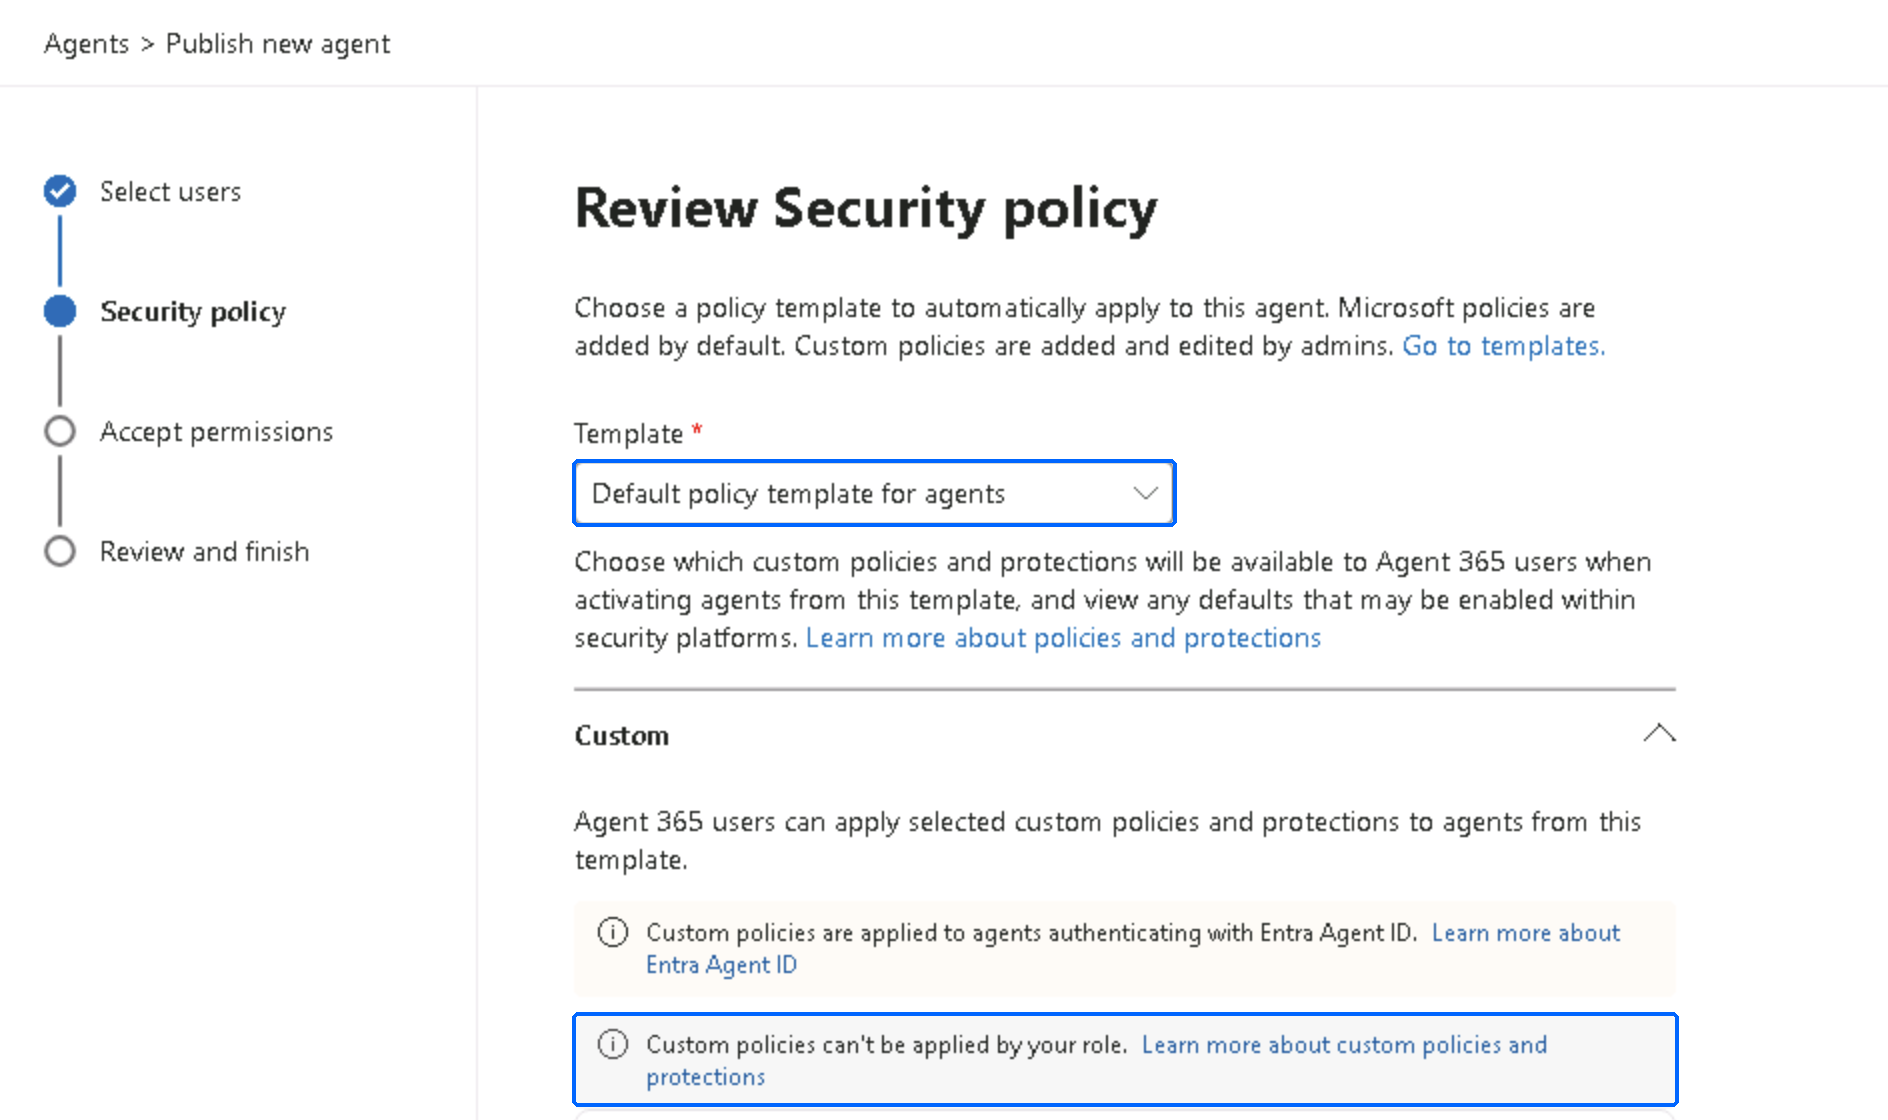 Agents > Publish new agent
Select users
Security policy
Accept permissions
Review and finish
Review Security policy
Choose a policy template to automatically apply to this agent. Microsoft policies are
added by default. Custom policies are added and edited by admins. Go to templates.
Template *
Default policy template for agents
Choose which custom policies and protections will be available to Agent 365 users when
activating agents from this template, and view any defaults that may be enabled within
security platforms. Learn more about policies and protections
Custom
Agent 365 users can apply selected custom policies and protections to agents from this
template.
Custom policies are applied to agents authenticating with Entra Agent ID. Learn more about
Entra Agent ID
Custom policies can't be applied by your role. Learn more about custom policies and
protections